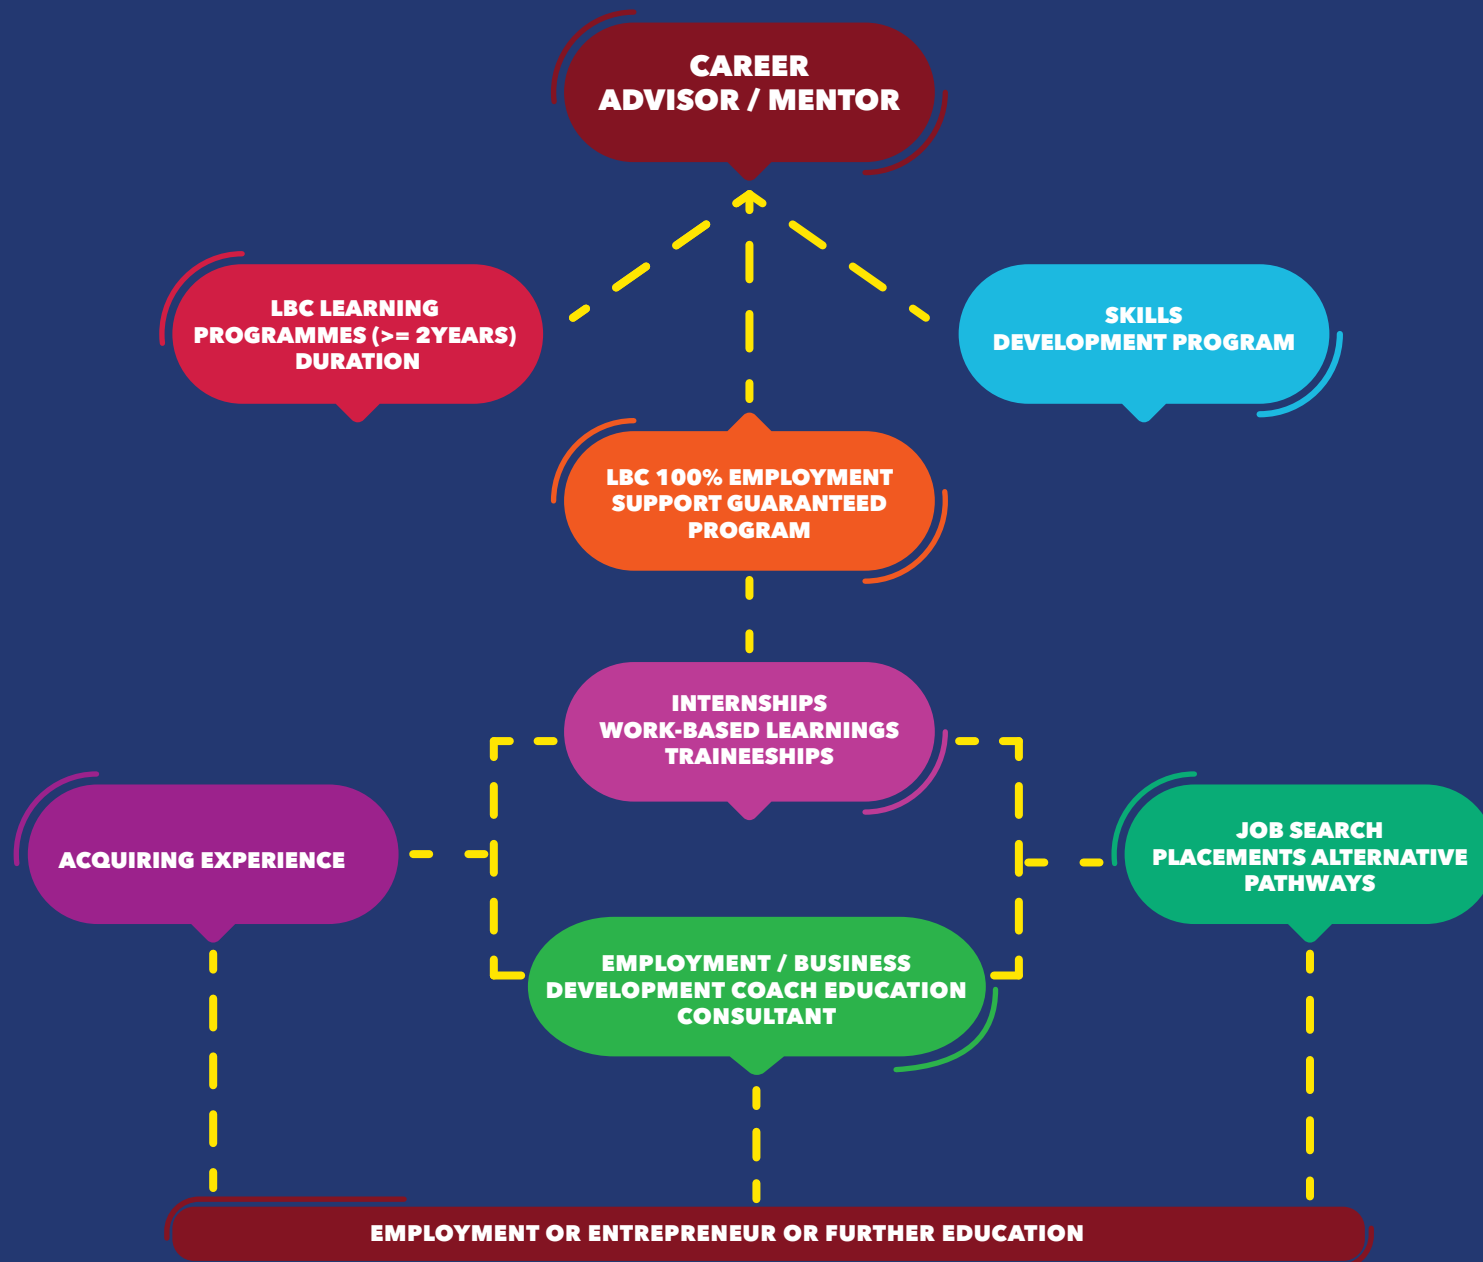 CAREER
ADVISOR / MENTOR
LBC LEARNING
PROGRAMMES (>= 2YEARS)
DURATION
SKILLS
DEVELOPMENT PROGRAM
LBC 100% EMPLOYMENT
SUPPORT GUARANTEED
PROGRAM
INTERNSHIPS
WORK-BASED LEARNINGS
TRAINEESHIPS
ACQUIRING EXPERIENCE
JOB SEARCH
PLACEMENTS ALTERNATIVE
PATHWAYS
EMPLOYMENT / BUSINESS
DEVELOPMENT COACH EDUCATION
CONSULTANT
EMPLOYMENT OR ENTREPRENEUR OR FURTHER EDUCATION